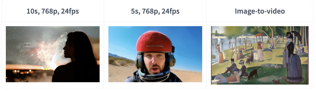 10s, 768p, 24fps
5s, 768p, 24fps
Image-to-video